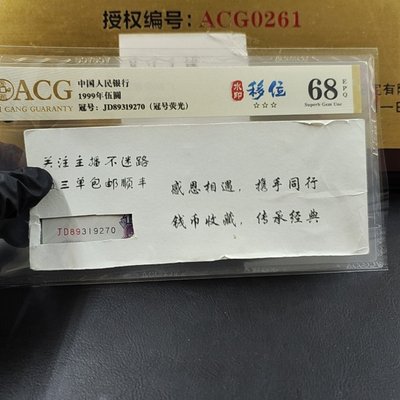 授权编号：ACG0261
ACG
CANG GUARANTY
中国人民银行
1999年伍圆
冠号：JD89319270（冠号荧光）
水印
移位
☆☆☆
68
EPQ
Superb Gem Unc
关注主播不迷路
三单包邮顺丰
感恩相遇，携手同行
钱币收藏，传承经典
JD89319270